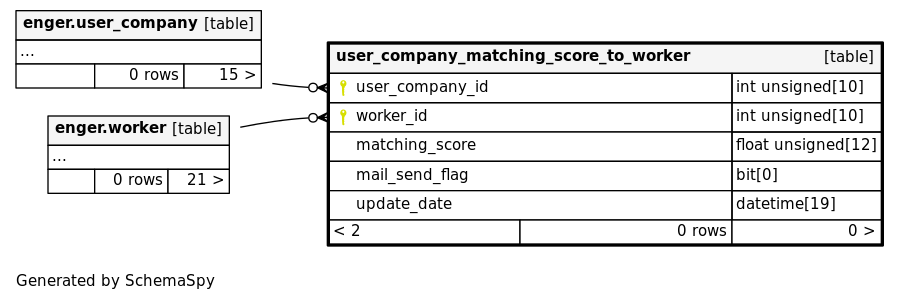 enger.user_company [table]
...
0 rows 15 >
enger.worker [table]
...
0 rows 21 >
user_company_matching_score_to_worker [table]
user_company_id int unsigned[10]
worker_id int unsigned[10]
matching_score float unsigned[12]
mail_send_flag bit[0]
update_date datetime[19]
< 2 0 rows 0 >
Generated by SchemaSpy